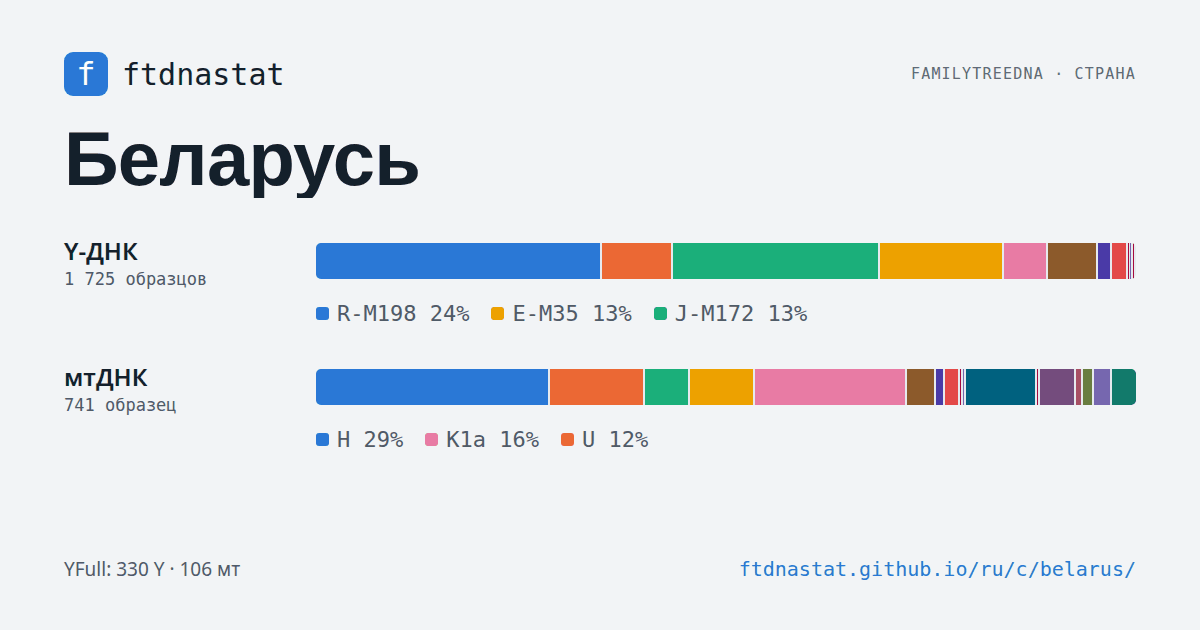 f ftdnastat
FAMILYTREEDNA · СТРАНА
Беларусь
Y-ДНК
1 725 образцов
R-M198 24% E-M35 13% J-M172 13%
мтДНК
741 образец
H 29% K1a 16% U 12%
YFull: 330 Y · 106 мт
ftdnastat.github.io/ru/c/belarus/